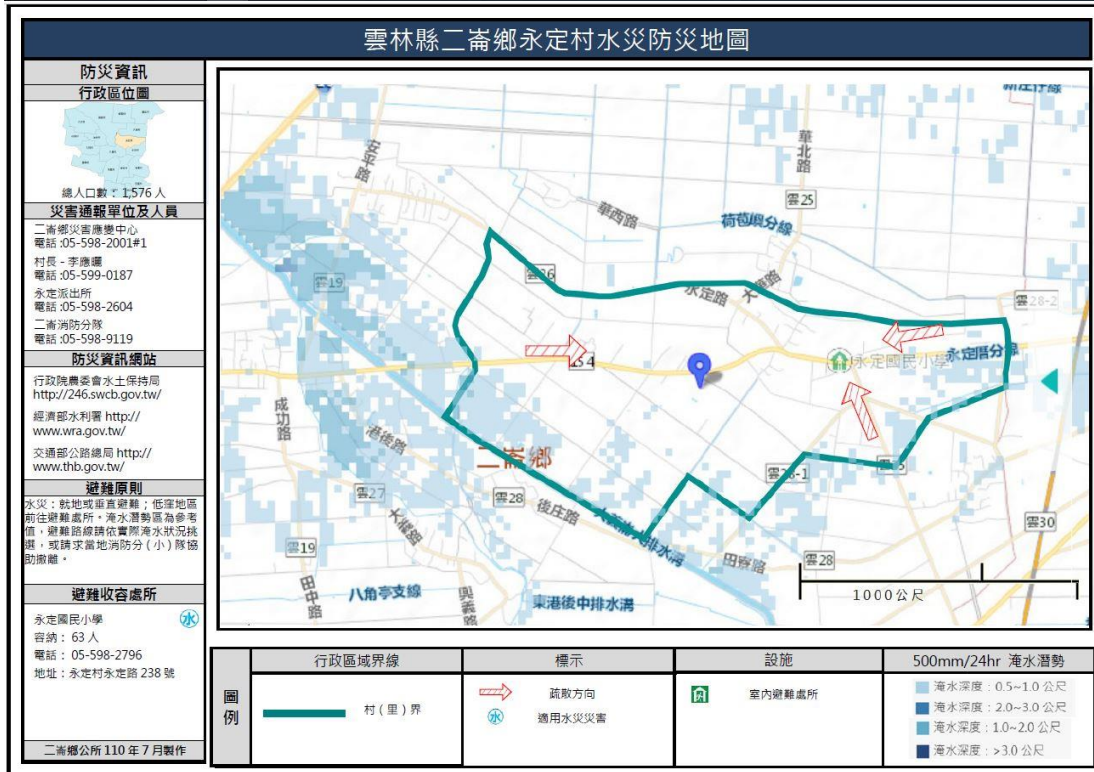 雲林縣二崙鄉永定村水災防災地圖
防災資訊
行政區位圖
總人口數：1,576 人
災害通報單位及人員
二崙鄉災害應變中心
電話:05-598-2001#1
電話:05-599-0187
永定派出所
電話:05-598-2604
二崙消防分隊
電話:05-598-9119
防災資訊網站
行政院農委會水土保持局
http://246.swcb.gov.tw/
經濟部水利署 http://
www.wra.gov.tw/
交通部公路總局 http://
www.thb.gov.tw/
避難原則
水災：就地或垂直避難；低窪地區
前往避難處所。淹水潛勢區為參考
值，避難路線請依實際淹水狀況挑
選，或請求當地消防分(小)隊協
助撤離。
避難收容處所
永定國民小學
水
容納：63 人
電話：05-598-2796
地址：永定村永定路 238 號
二崙公所 110 年 7 月製作
安平路
華北路
雲25
華西路
荷苞嶼分線
雲19
永定路
雲28-2
永定國民小學
永定厝分線
成功路
港後路
二崙鄉
雲27
雲28
後庄路
田寮路
雲28
雲30
雲19
田中路
八角亭支線
興義路
東港後中排水溝
1000公尺
圖例
行政區域界線
標示
設施
500mm/24hr 淹水潛勢
村(里)界
疏散方向
水
適用水災災害
室內避難處所
淹水深度：0.5~1.0 公尺
淹水深度：2.0~3.0 公尺
淹水深度：1.0~2.0 公尺
淹水深度：>3.0 公尺